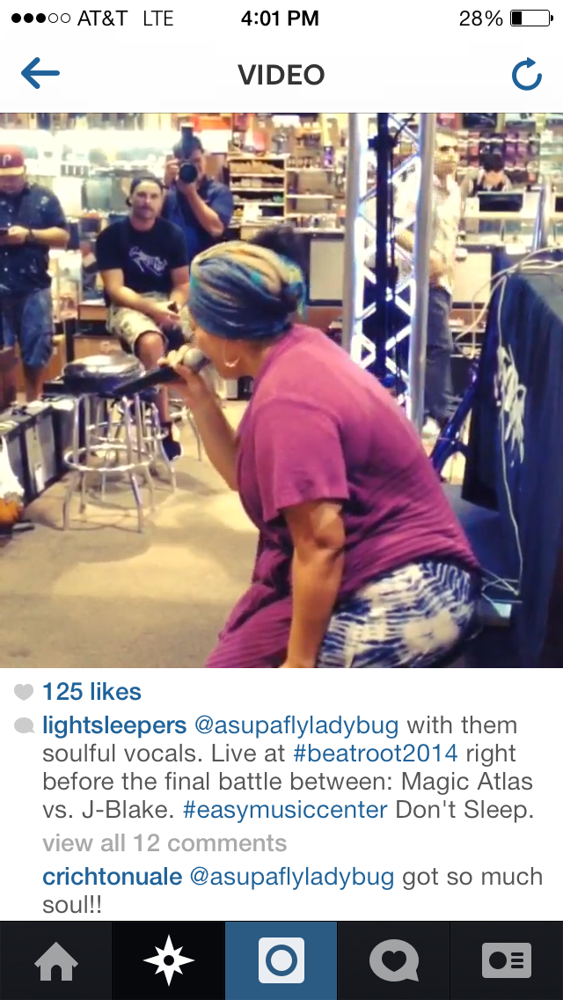 AT&T LTE 4:01 PM 28%
VIDEO
P
125 likes
lightsleepers @asupaflyladybug with them
soulful vocals. Live at #beatroot2014 right
before the final battle between: Magic Atlas
vs. J-Blake. #easymusiccenter Don't Sleep.
view all 12 comments
crichtonuale @asupaflyladybug got so much
soul!!